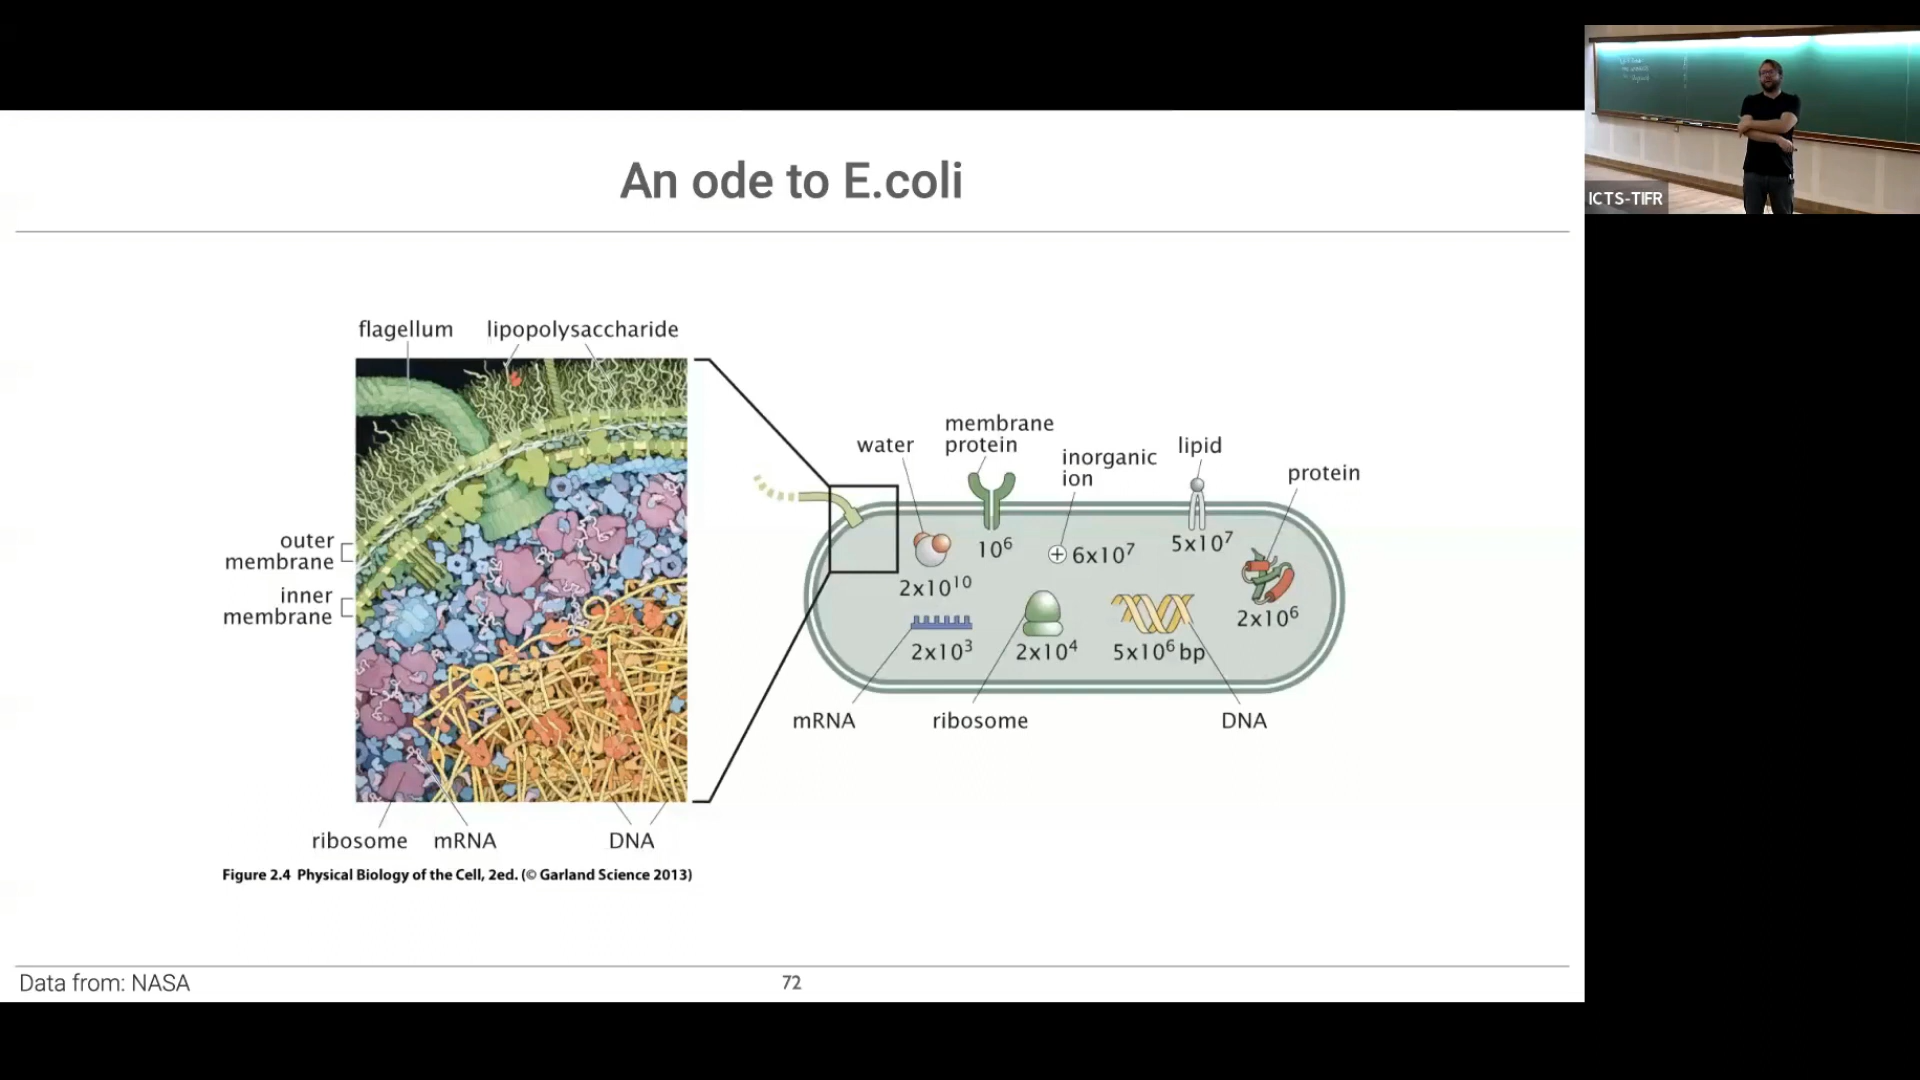 An ode to E.coli
flagellum lipopolysaccharide
outer
membrane
inner
membrane
ribosome mRNA DNA
water
membrane
protein
inorganic
ion
lipid
protein
2x10¹⁰
10⁶
6x10⁷
5x10⁷
2x10⁶
2x10³
2x10⁴
5x10⁶ bp
mRNA ribosome DNA
Figure 2.4 Physical Biology of the Cell, 2ed. (© Garland Science 2013)
Data from: NASA
72
ICTS-TIFR